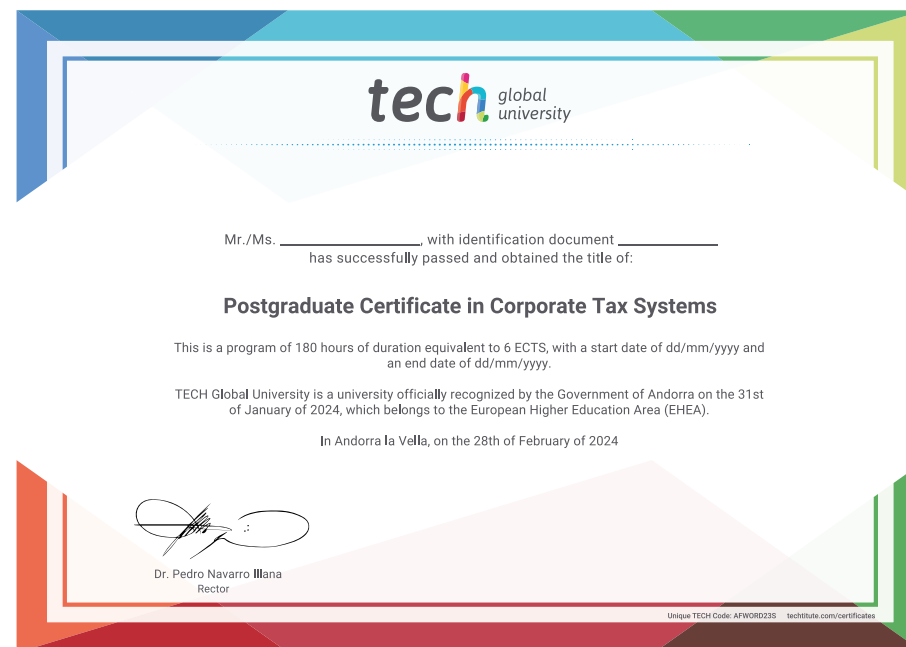 tech global
university
Mr./Ms. ____________, with identification document ____________
has successfully passed and obtained the title of:
Postgraduate Certificate in Corporate Tax Systems
This is a program of 180 hours of duration equivalent to 6 ECTS, with a start date of dd/mm/yyyy and
an end date of dd/mm/yyyy.
TECH Global University is a university officially recognized by the Government of Andorra on the 31st
of January of 2024, which belongs to the European Higher Education Area (EHEA).
In Andorra la Vella, on the 28th of February of 2024
Dr. Pedro Navarro Illana
Rector
Unique TECH Code: AFWORD23S techtitute.com/certificates